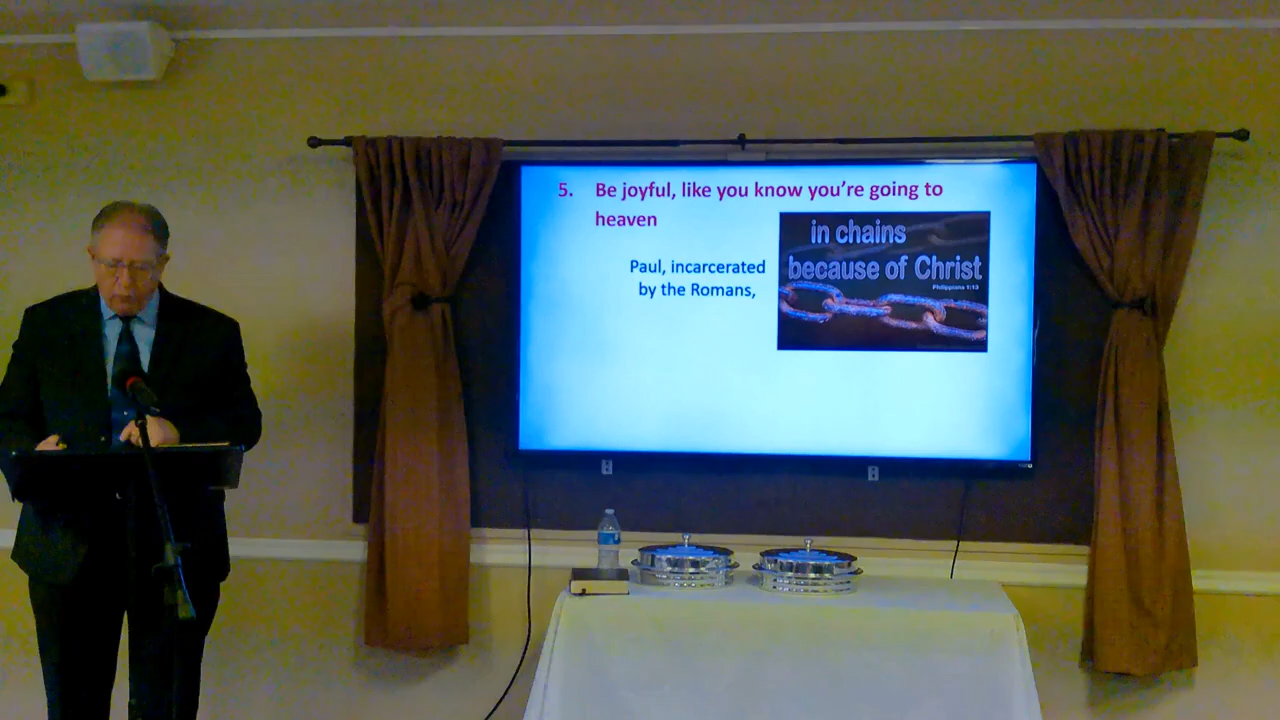 5. Be joyful, like you know you're going to
heaven
in chains
because of Christ
Philippians 1:13
Paul, incarcerated
by the Romans,